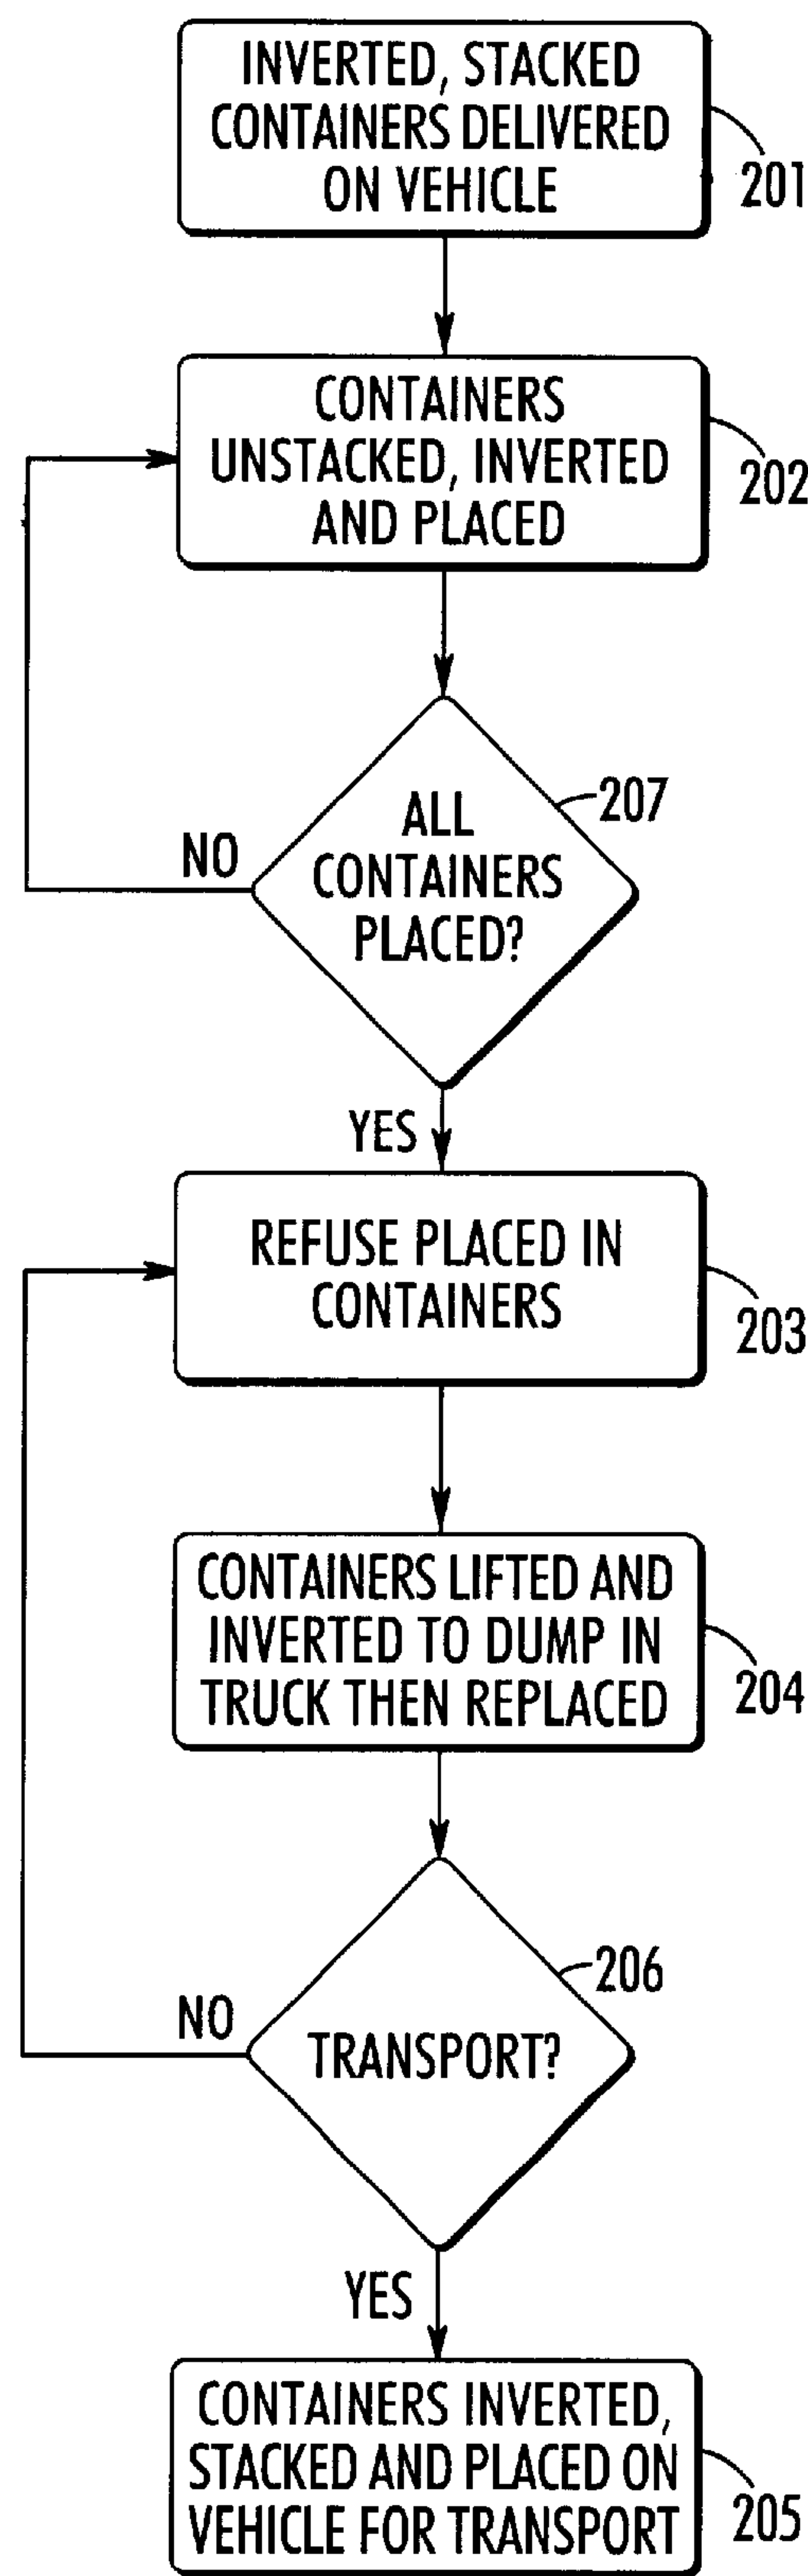 INVERTED, STACKED
CONTAINERS DELIVERED
ON VEHICLE
201
CONTAINERS
UNSTACKED, INVERTED
AND PLACED
202
ALL
CONTAINERS
PLACED?
207
NO
YES
REFUSE PLACED IN
CONTAINERS
203
CONTAINERS LIFTED AND
INVERTED TO DUMP IN
TRUCK THEN REPLACED
204
TRANSPORT?
206
NO
YES
CONTAINERS INVERTED,
STACKED AND PLACED ON
VEHICLE FOR TRANSPORT
205